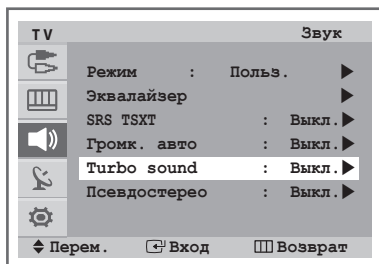 TV Звук
Режим : Польз. ▶
Эквалайзер ▶
SRS TSXT : Выкл.▶
Громк. авто : Выкл.▶
Turbo sound : Выкл.▶
Псевдостерео : Выкл.▶
Перем. Вход Возврат